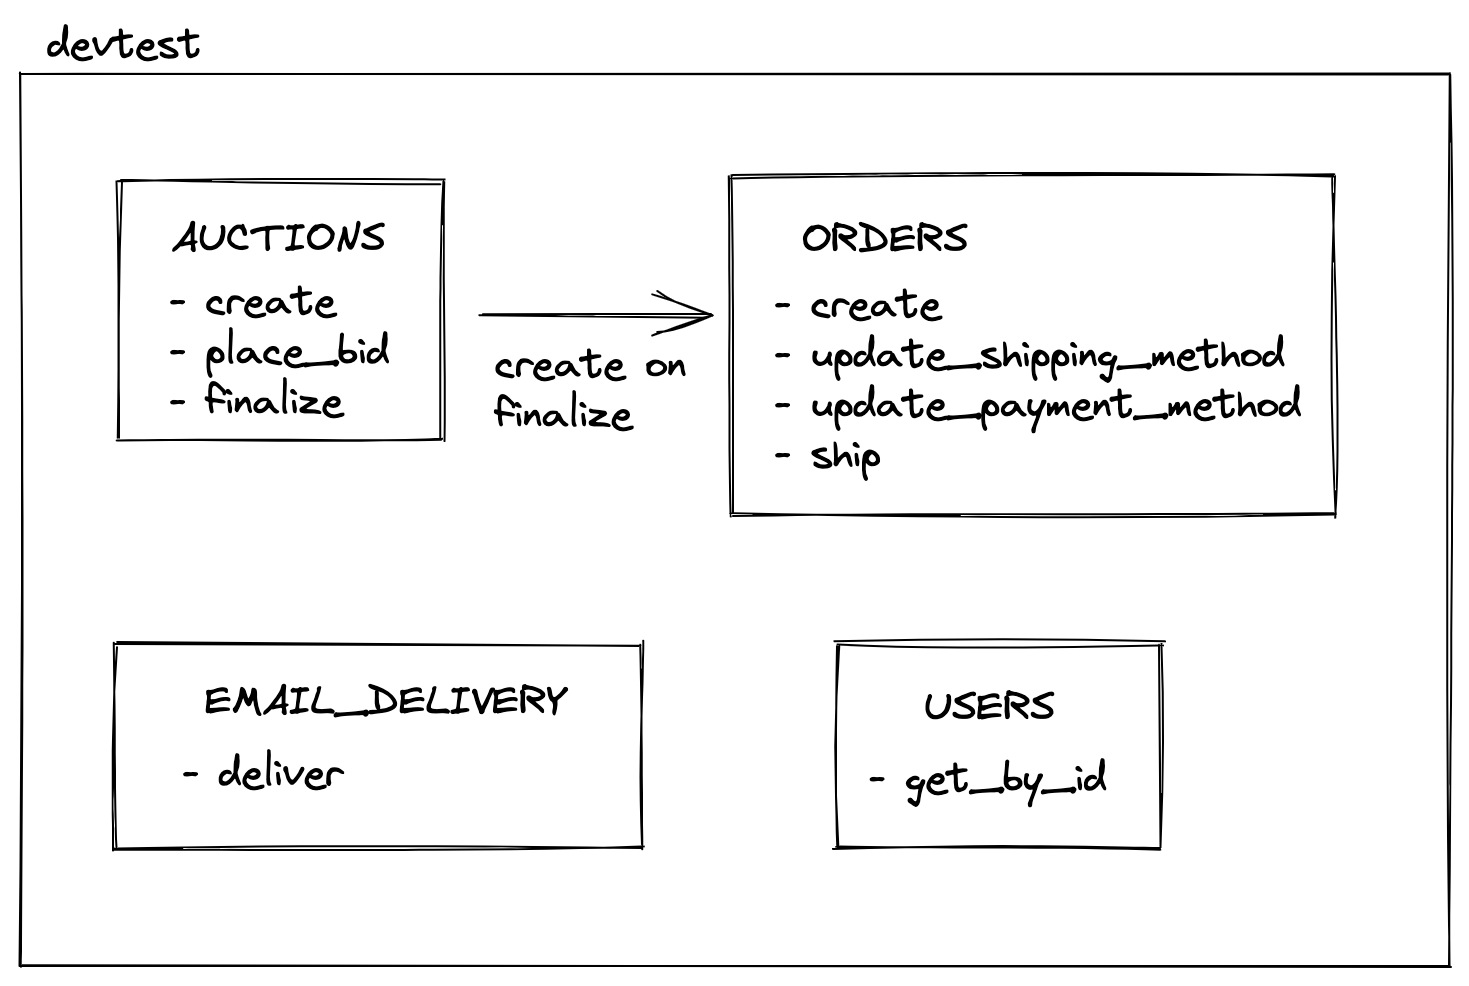 devtest
AUCTIONS
- create
- place_bid
- finalize
create on
finalize
ORDERS
- create
- update_shipping_method
- update_payment_method
- ship
EMAIL_DELIVERY
- deliver
USERS
- get_by_id